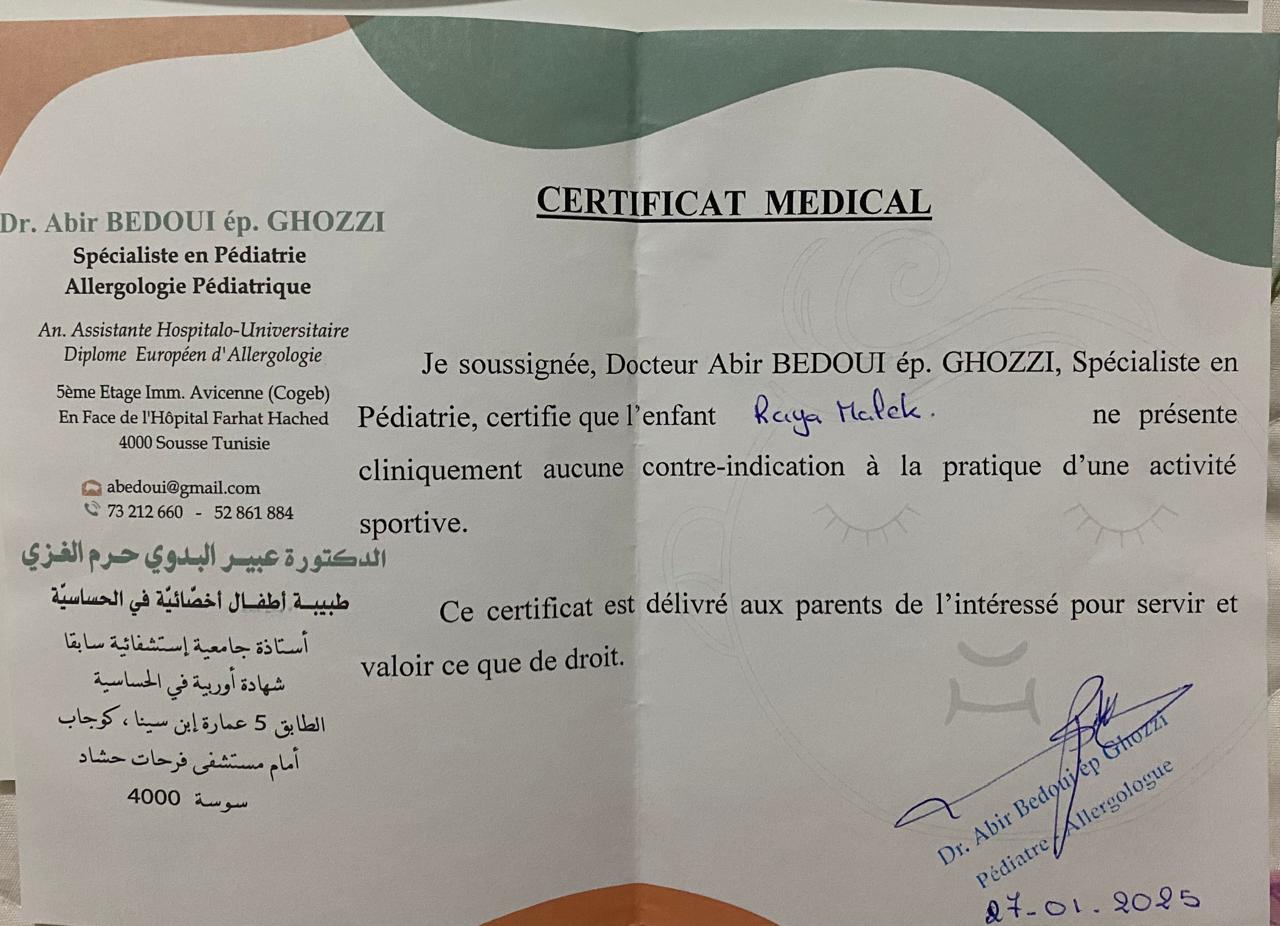 CERTIFICAT MEDICAL
Dr. Abir BEDOUI ép. GHOZZI
Spécialiste en Pédiatrie
Allergologie Pédiatrique
An. Assistante Hospitalo-Universitaire
Diplome Européen d'Allergologie
5ème Etage Imm. Avicenne (Cogeb)
En Face de l'Hôpital Farhat Hached
4000 Sousse Tunisie
abedoui@gmail.com
73 212 660 - 52 861 884
الدكتورة عبير البدوي حرم الغزي
طبيبة أطفال أخصّائيّة في الحساسيّة
أستاذة جامعية إستشفائية سابقا
شهادة أوربية في الحساسية
الطابق 5 عمارة إبن سينا ، كوجاب
أمام مستشفى فرحات حشاد
سوسة 4000
Je soussignée, Docteur Abir BEDOUI ép. GHOZZI, Spécialiste en
Pédiatrie, certifie que l'enfant Raya Malek. ne présente
cliniquement aucune contre-indication à la pratique d'une activité
sportive.
Ce certificat est délivré aux parents de l'intéressé pour servir et
valoir ce que de droit.
Dr. Abir Bedoui ép Ghozzi
Pédiatre - Allergologue
27-01.2025